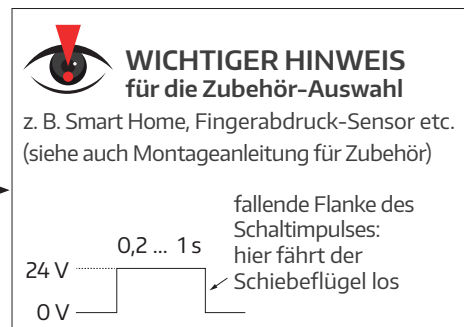 WICHTIGER HINWEIS
für die Zubehör-Auswahl
z. B. Smart Home, Fingerabdruck-Sensor etc.
(siehe auch Montageanleitung für Zubehör)
fallende Flanke des
Schaltimpulses:
hier fährt der
Schiebeflügel los
0,2 ... 1 s
24 V
0 V